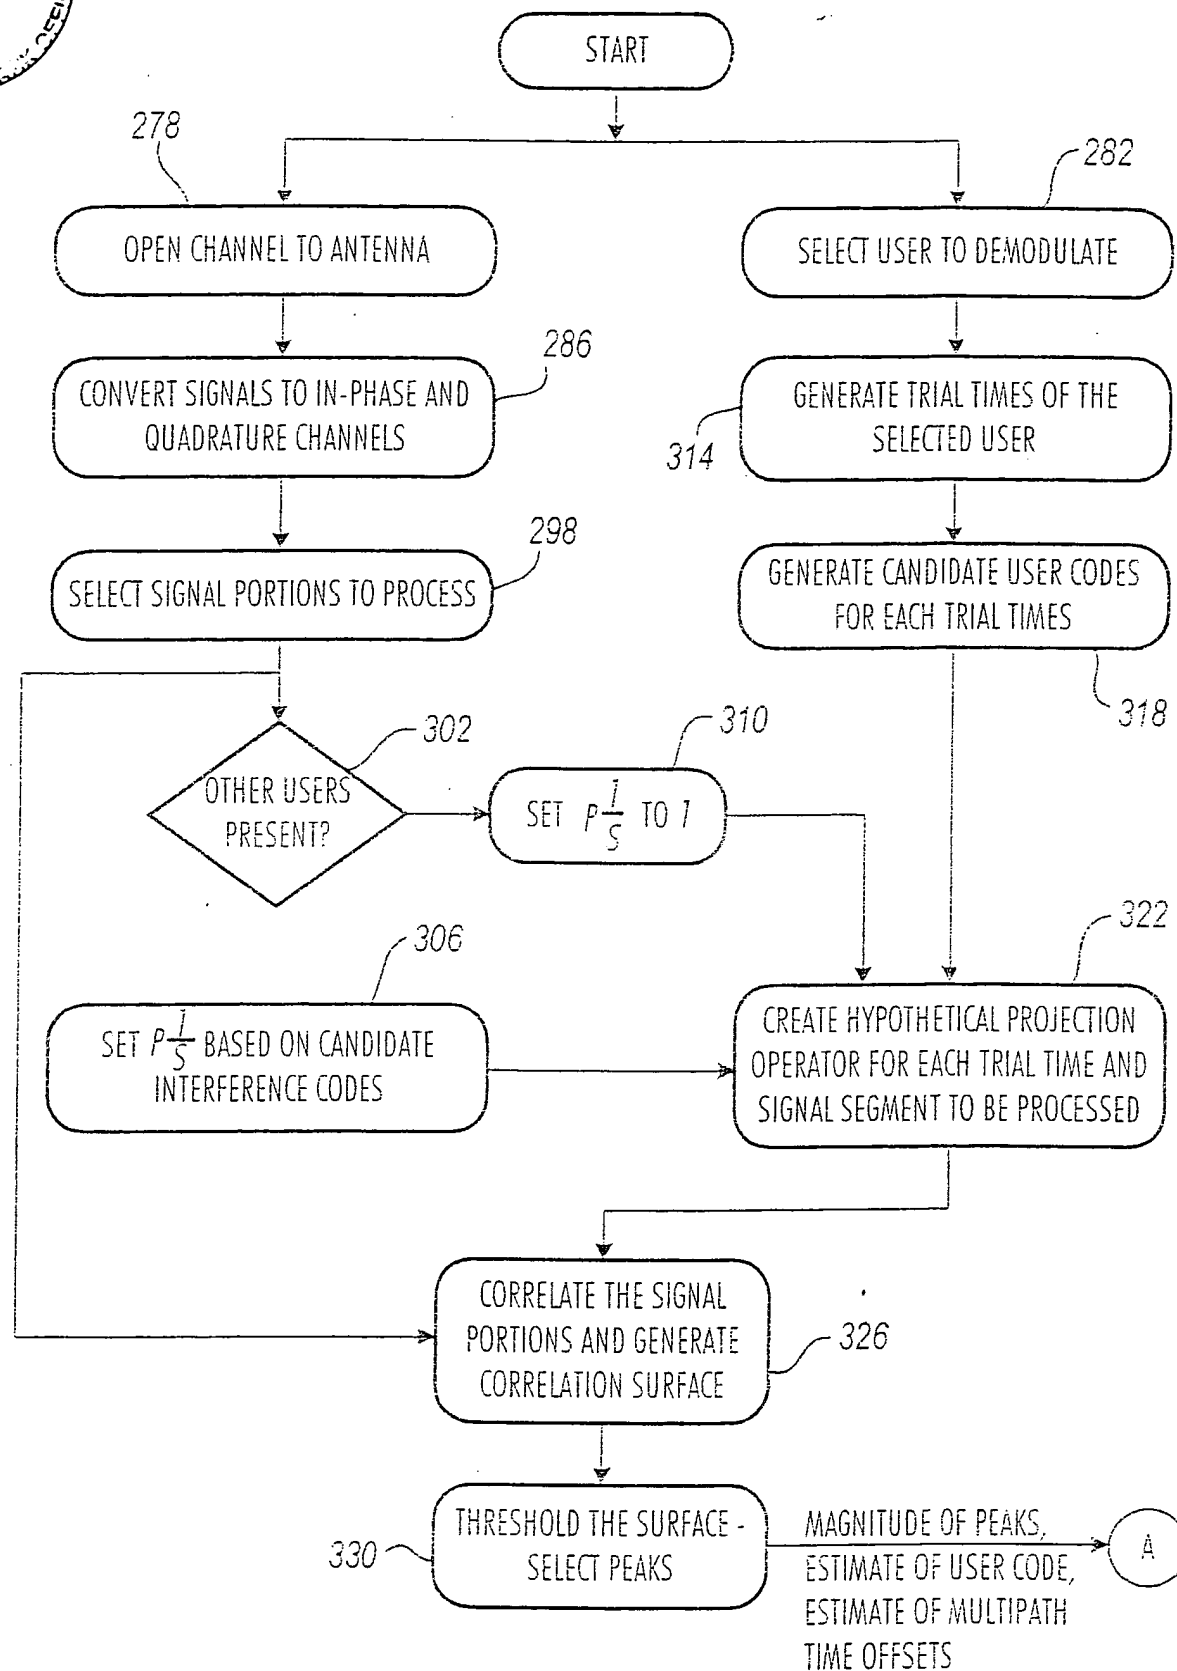 START
278
282
OPEN CHANNEL TO ANTENNA
SELECT USER TO DEMODULATE
286
CONVERT SIGNALS TO IN-PHASE AND
QUADRATURE CHANNELS
GENERATE TRIAL TIMES OF THE
SELECTED USER
314
298
SELECT SIGNAL PORTIONS TO PROCESS
GENERATE CANDIDATE USER CODES
FOR EACH TRIAL TIMES
318
302
310
OTHER USERS
PRESENT?
SET P⊥/S TO 1
322
306
SET P⊥/S BASED ON CANDIDATE
INTERFERENCE CODES
CREATE HYPOTHETICAL PROJECTION
OPERATOR FOR EACH TRIAL TIME AND
SIGNAL SEGMENT TO BE PROCESSED
CORRELATE THE SIGNAL
PORTIONS AND GENERATE
CORRELATION SURFACE
326
THRESHOLD THE SURFACE -
SELECT PEAKS
330
MAGNITUDE OF PEAKS,
ESTIMATE OF USER CODE,
ESTIMATE OF MULTIPATH
TIME OFFSETS
A